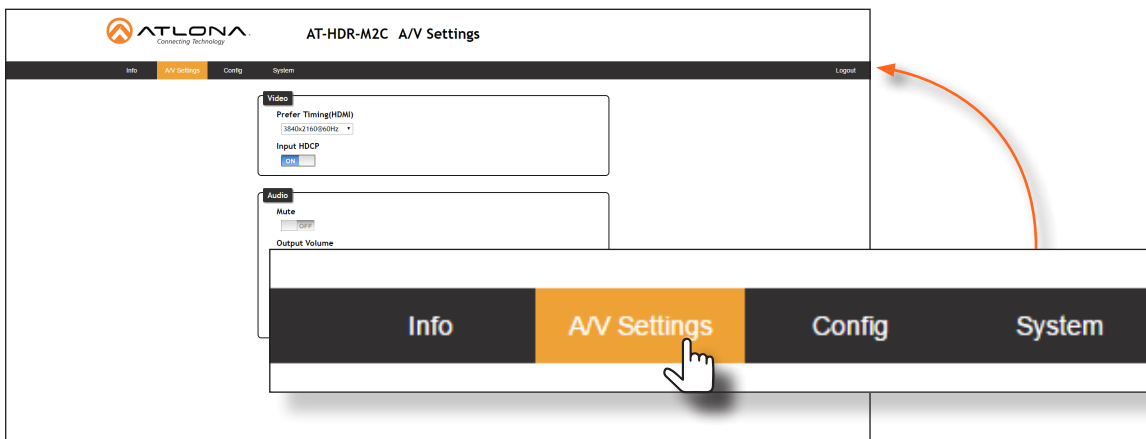 ATLONA.
Connecting Technology
AT-HDR-M2C A/V Settings
Info A/V Settings Config System Logout
Video
Prefer Timing(HDMI)
3840x2160@60Hz
Input HDCP
ON
Audio
Mute
OFF
Output Volume
Info A/V Settings Config System